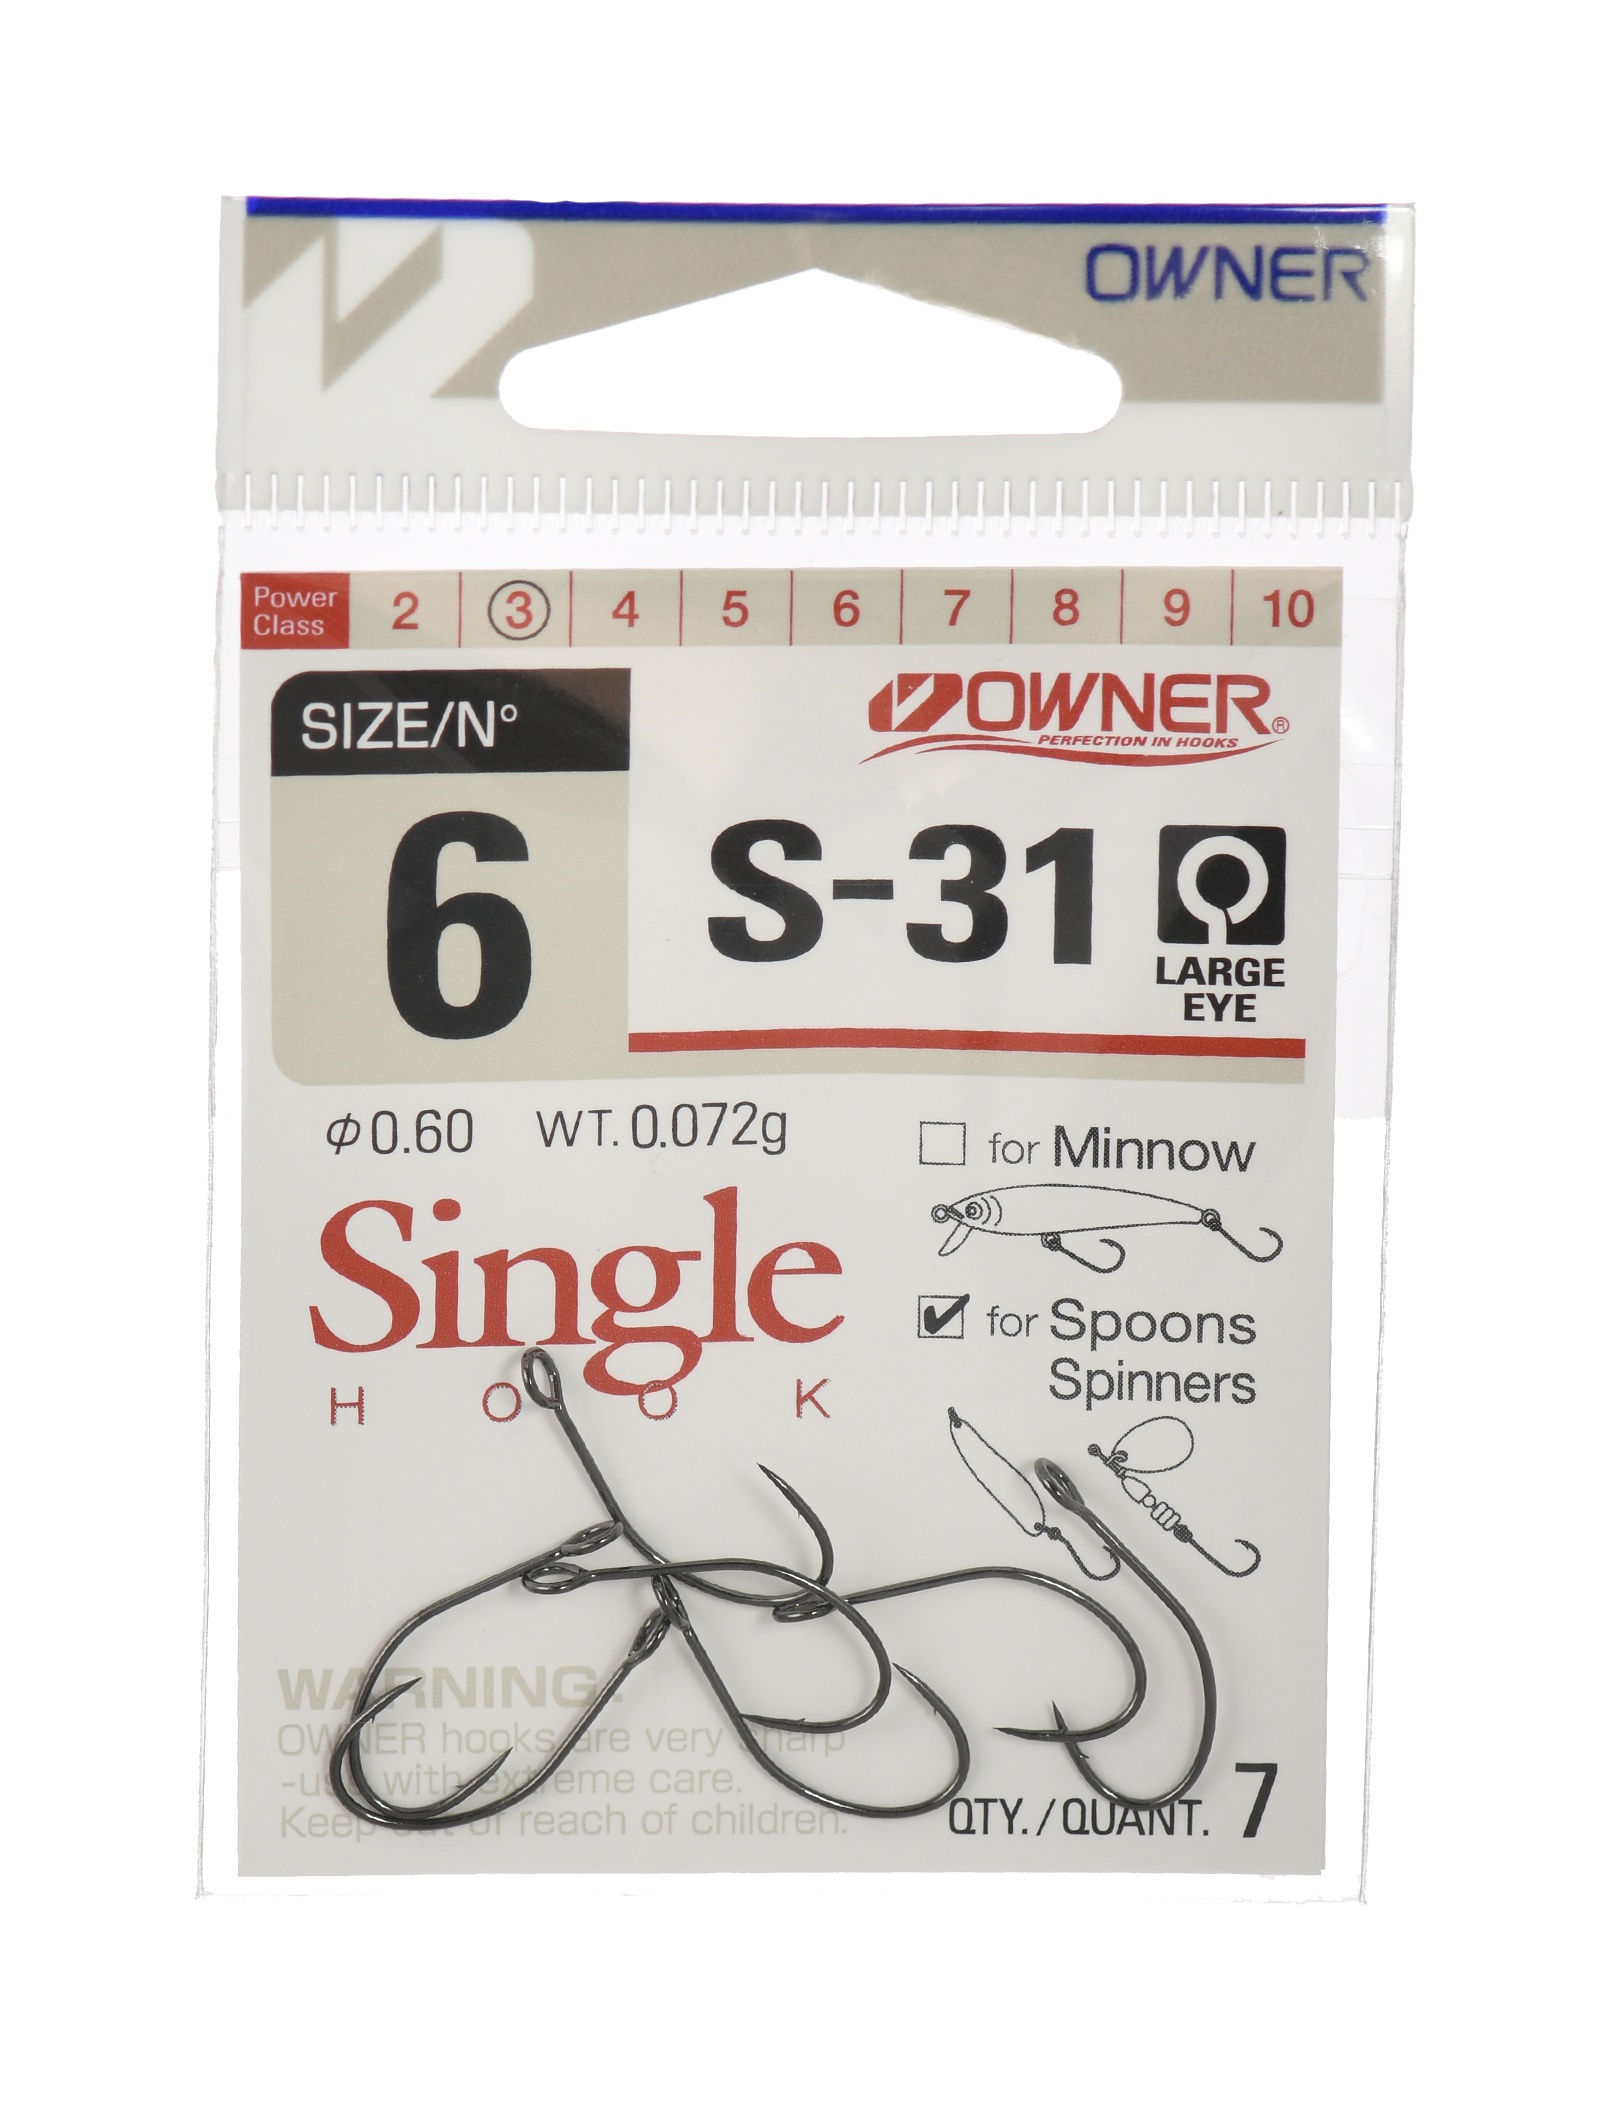 OWNER
Power Class 2 3 4 5 6 7 8 9 10
SIZE/N°
OWNER®
PERFECTION IN HOOKS
6
S-31
LARGE
EYE
φ0.60 WT. 0.072g
for Minnow
Single
HOOK
for Spoons
Spinners
WARNING.
OWNER hooks are very sharp
-use with extreme care.
Keep out of reach of children.
QTY./QUANT. 7